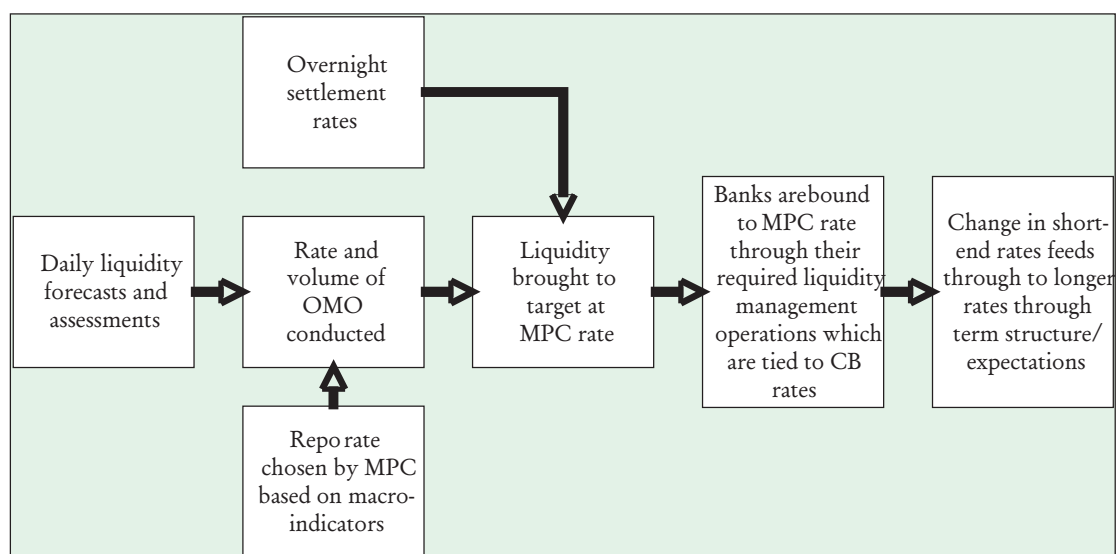 Overnight
settlement
rates
Daily liquidity
forecasts and
assessments
Rate and
volume of
OMO
conducted
Liquidity
brought to
target at
MPC rate
Banks arebound
to MPC rate
through their
required liquidity
management
operations which
are tied to CB
rates
Change in short-
end rates feeds
through to longer
rates through
term structure/
expectations
Repo rate
chosen by MPC
based on macro-
indicators